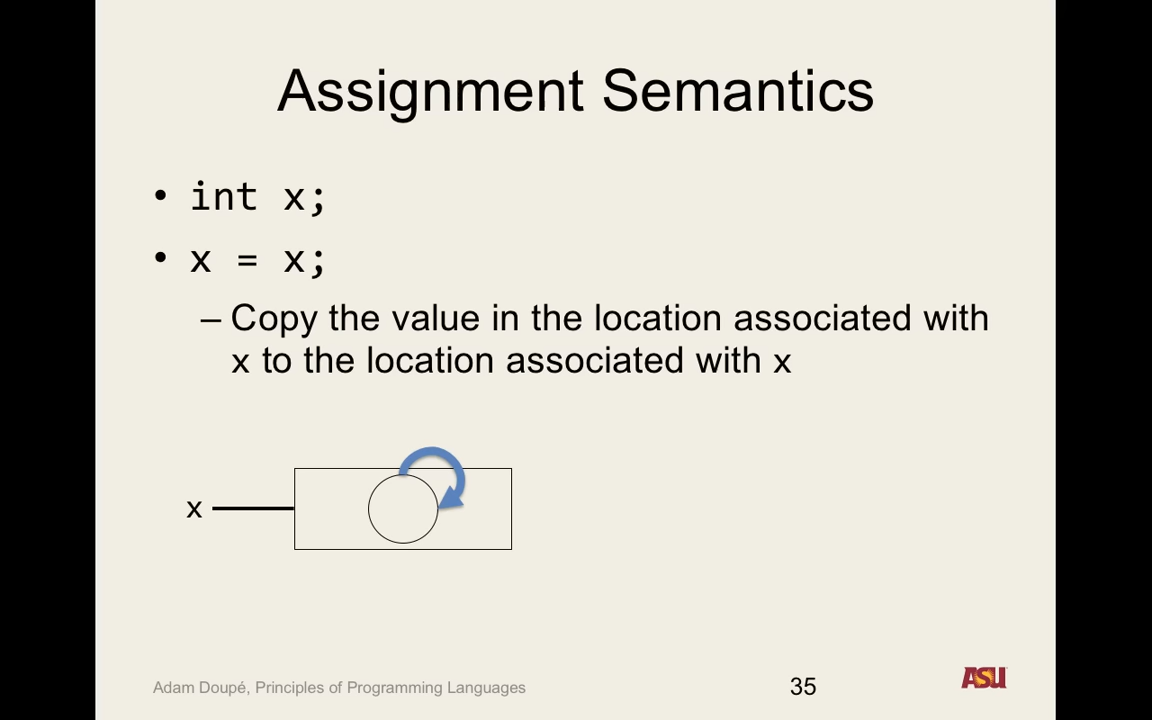 Assignment Semantics
• int x;
• x = x;
– Copy the value in the location associated with
x to the location associated with x
x
Adam Doupé, Principles of Programming Languages
35
ASU